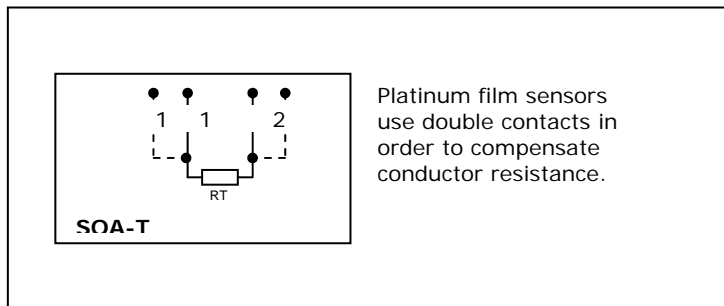 1 1 2
RT
SOA-T
Platinum film sensors
use double contacts in
order to compensate
conductor resistance.